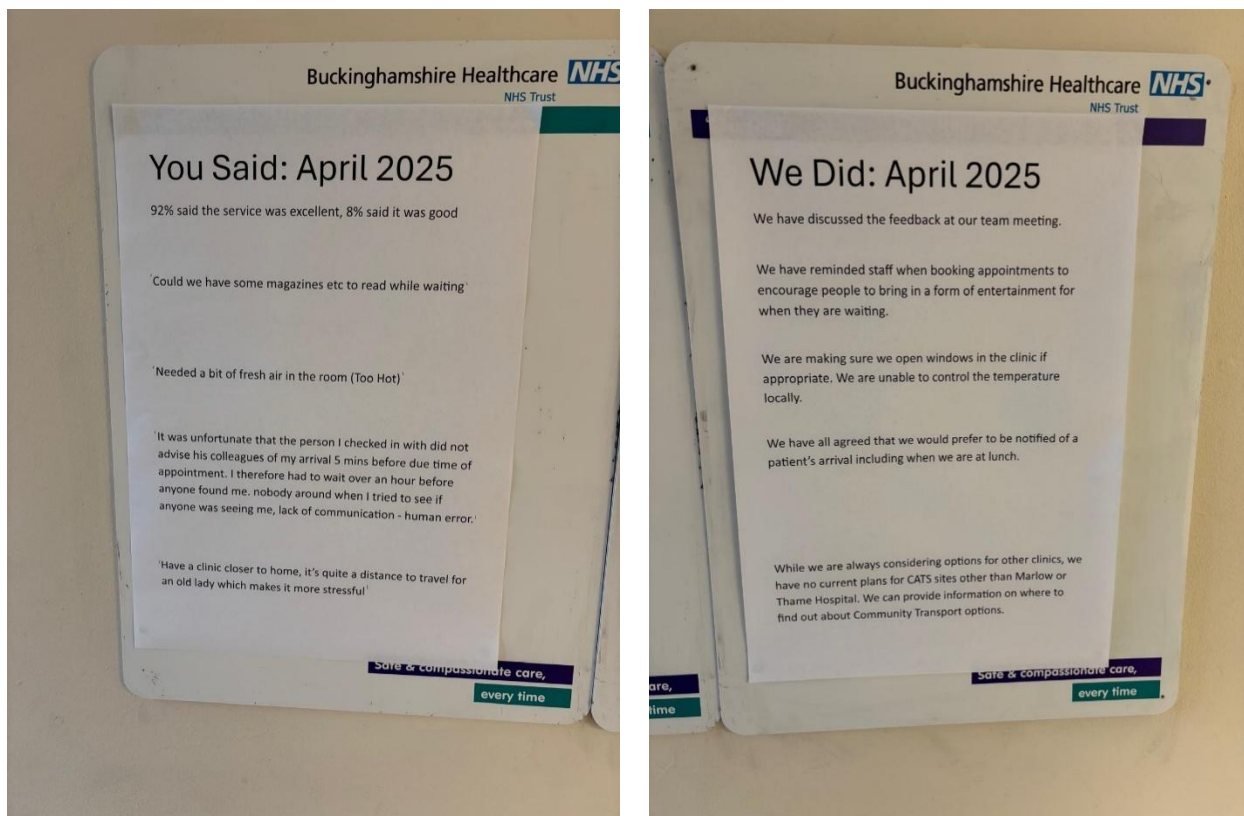 Buckinghamshire Healthcare NHS
NHS Trust
You Said: April 2025
92% said the service was excellent, 8% said it was good
'Could we have some magazines etc to read while waiting'
'Needed a bit of fresh air in the room (Too Hot)'
'It was unfortunate that the person I checked in with did not
advise his colleagues of my arrival 5 mins before due time of
appointment. I therefore had to wait over an hour before
anyone found me. nobody around when I tried to see if
anyone was seeing me, lack of communication - human error.'
'Have a clinic closer to home, it's quite a distance to travel for
an old lady which makes it more stressful'
Safe & compassionate care,
every time
Buckinghamshire Healthcare NHS
NHS Trust
We Did: April 2025
We have discussed the feedback at our team meeting.
We have reminded staff when booking appointments to
encourage people to bring in a form of entertainment for
when they are waiting.
We are making sure we open windows in the clinic if
appropriate. We are unable to control the temperature
locally.
We have all agreed that we would prefer to be notified of a
patient's arrival including when we are at lunch.
While we are always considering options for other clinics, we
have no current plans for CATS sites other than Marlow or
Thame Hospital. We can provide information on where to
find out about Community Transport options.
are,
time
Safe & compassionate care,
every time